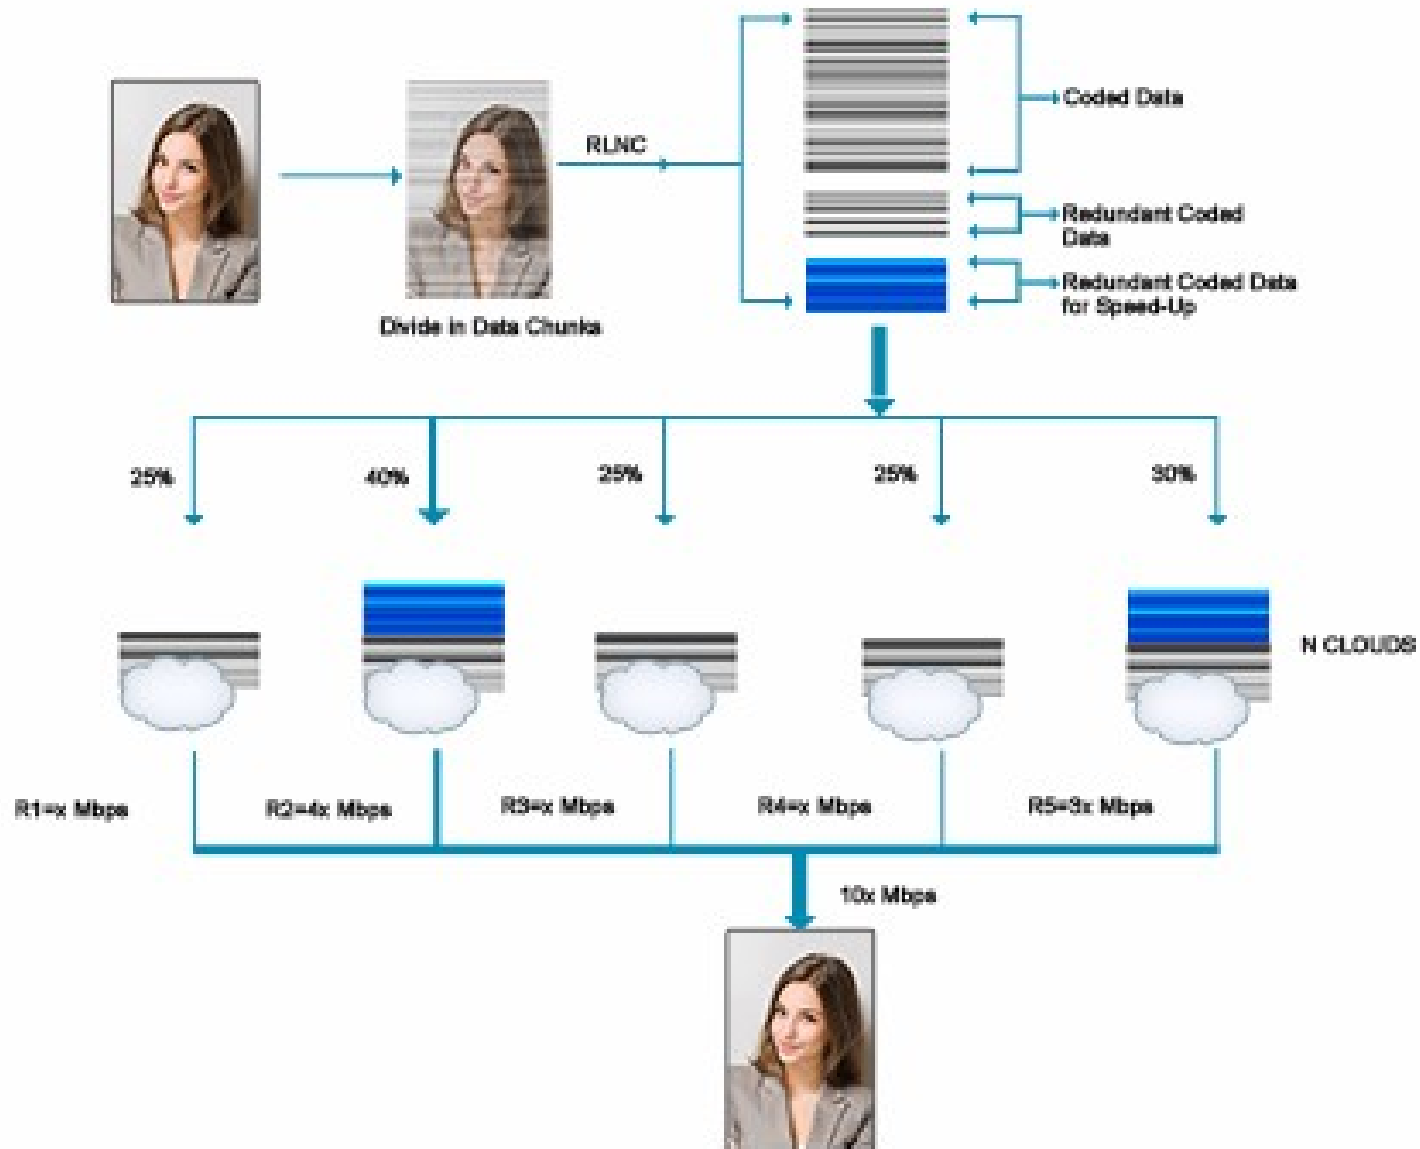 Coded Data
RLNC
Redundant Coded
Data
Redundant Coded Data
for Speed-Up
Divide in Data Chunks
25%
40%
25%
25%
30%
N CLOUDS
R1=x Mbps
R2=4x Mbps
R3=x Mbps
R4=x Mbps
R5=3x Mbps
10x Mbps